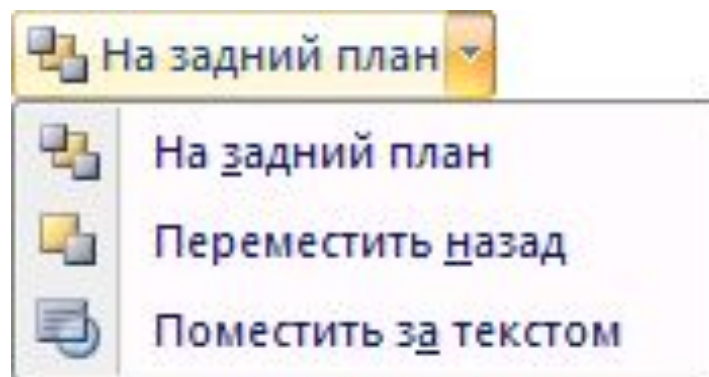 На задний план
На задний план
Переместить назад
Поместить за текстом